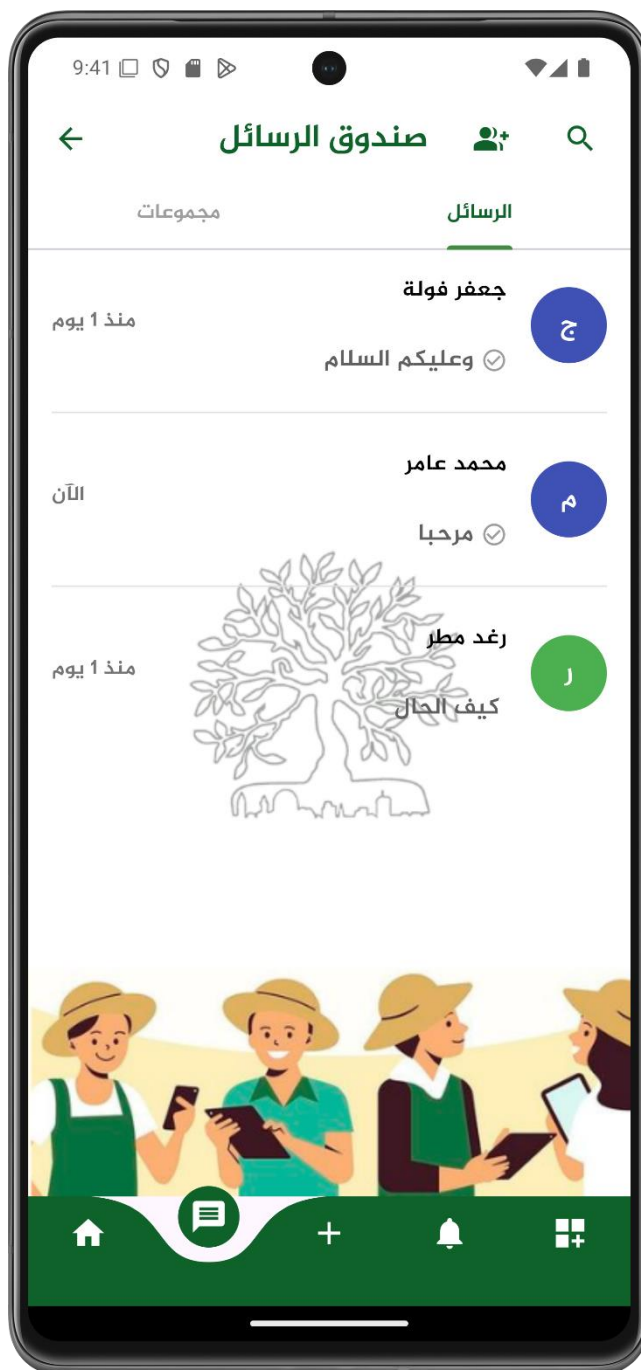 9:41
صندوق الرسائل
الرسائل
مجموعات
جعفر فولة
ج
منذ 1 يوم
وعليكم السلام
محمد عامر
م
الآن
مرحبا
رغد مطر
ر
منذ 1 يوم
كيف الحال